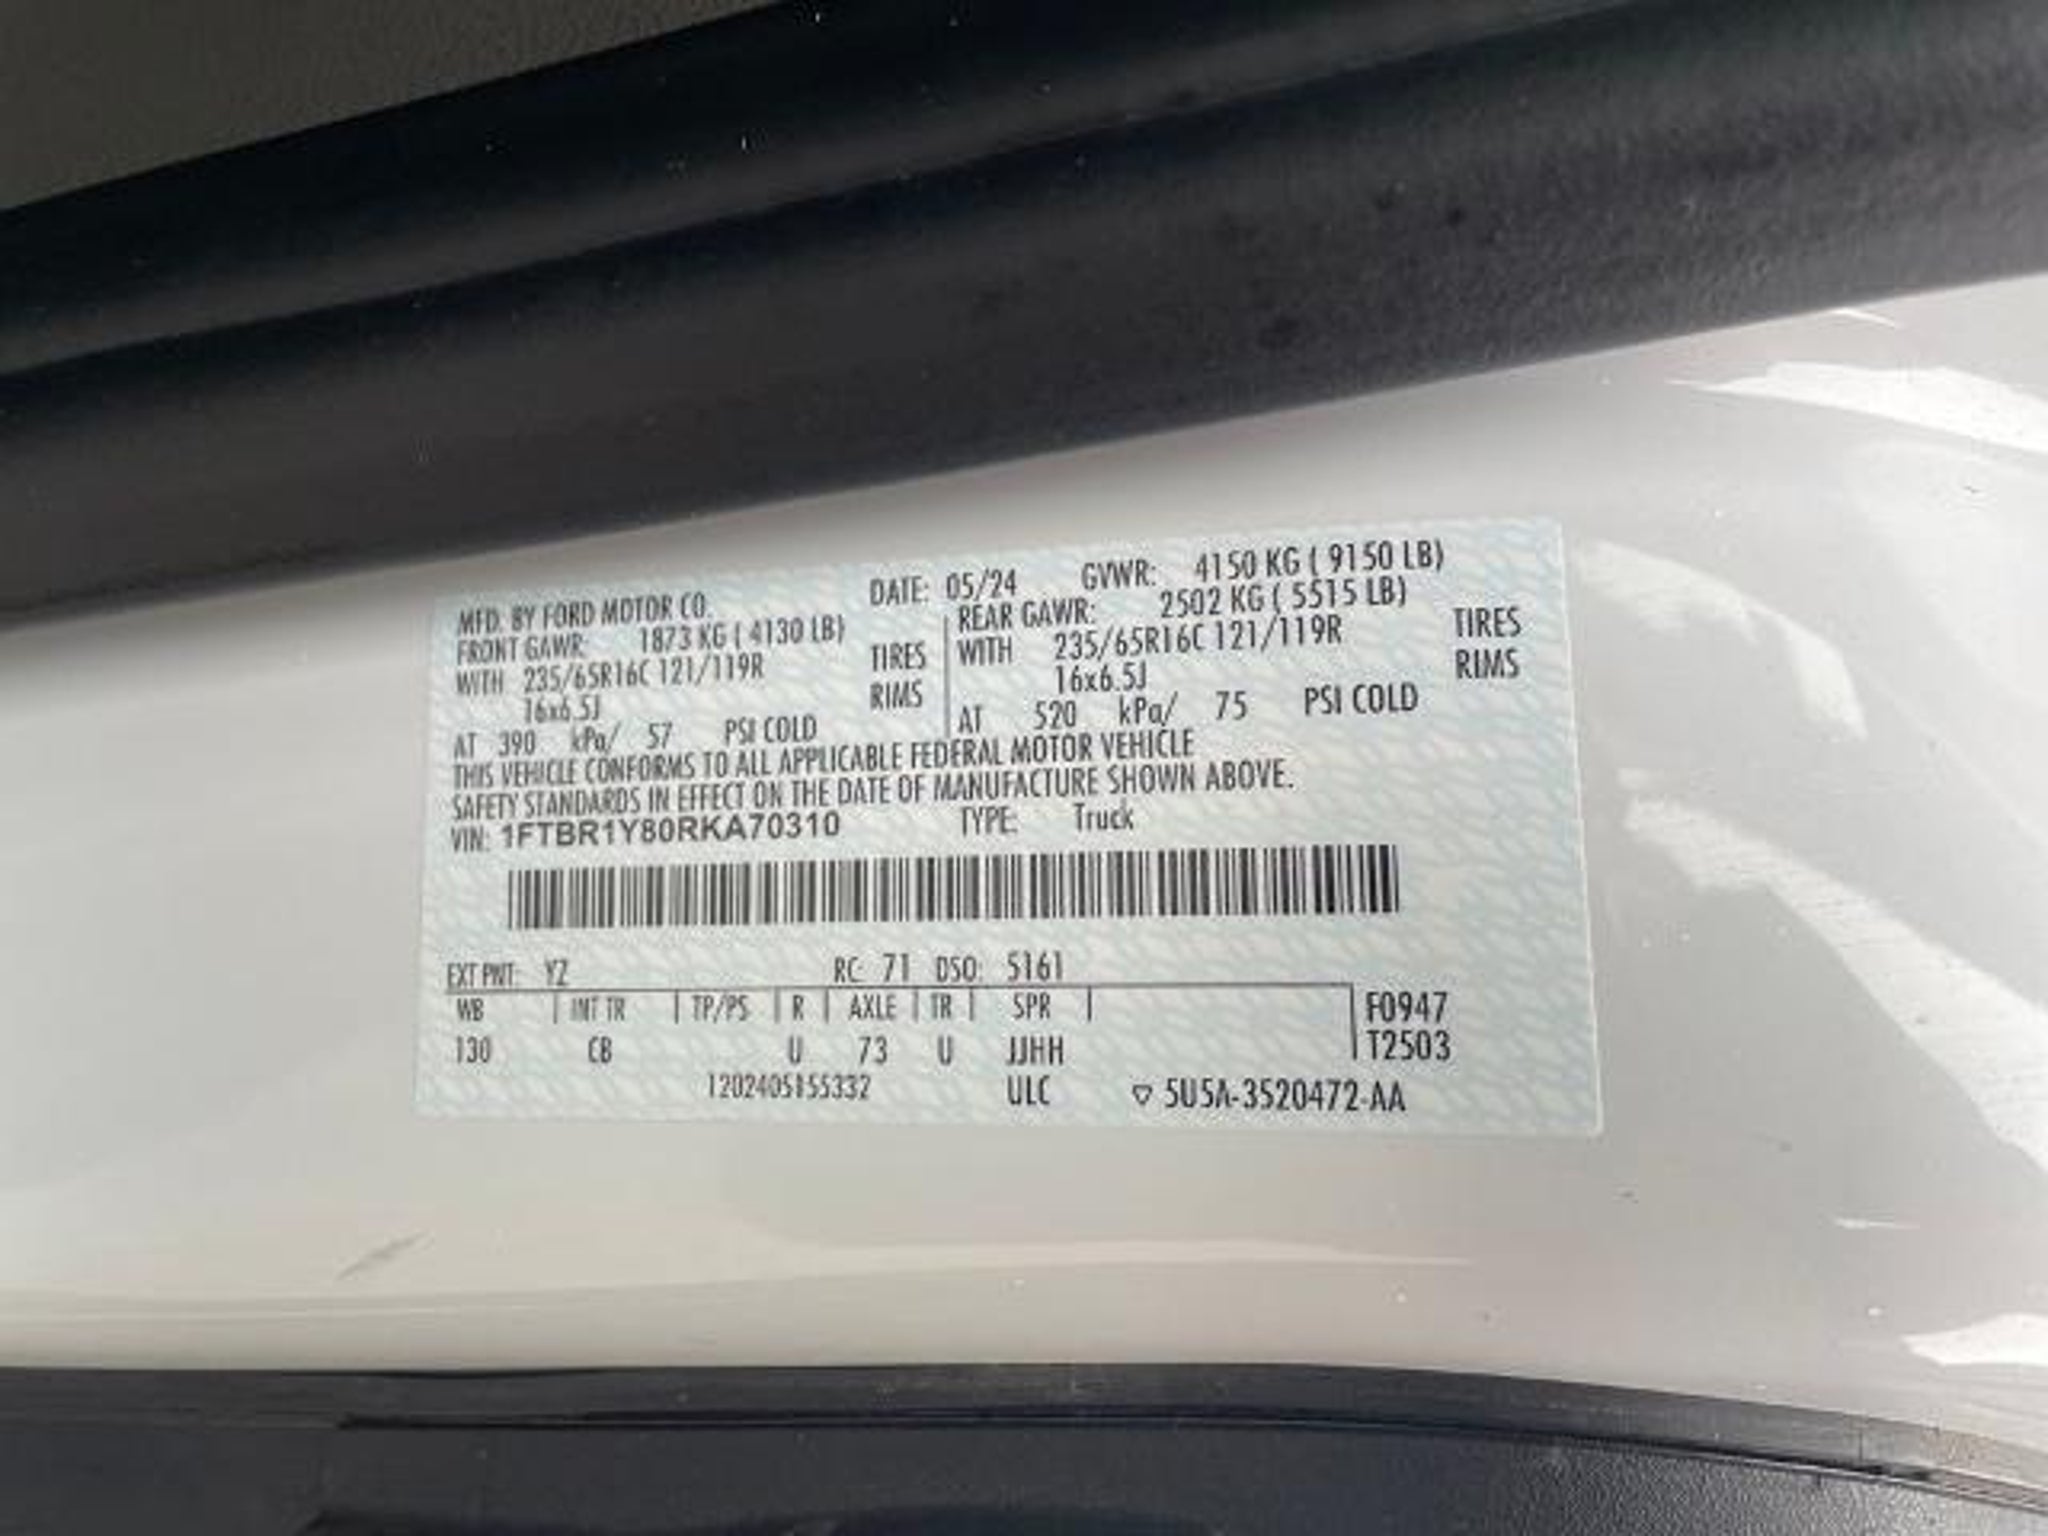 MFD. BY FORD MOTOR CO. DATE: 05/24 GVWR: 4150 KG ( 9150 LB)
FRONT GAWR: 1873 KG ( 4130 LB) REAR GAWR: 2502 KG ( 5515 LB)
WITH 235/65R16C 121/119R TIRES WITH 235/65R16C 121/119R TIRES
16x6.5J RIMS 16x6.5J RIMS
AT 390 kPa/ 57 PSI COLD AT 520 kPa/ 75 PSI COLD
THIS VEHICLE CONFORMS TO ALL APPLICABLE FEDERAL MOTOR VEHICLE
SAFETY STANDARDS IN EFFECT ON THE DATE OF MANUFACTURE SHOWN ABOVE.
VIN: 1FTBR1Y80RKA70310 TYPE: Truck
EXT PNT: YZ RC: 71 DSO: 5161
WB INT TR TP/PS R AXLE TR SPR F0947
130 CB U 73 U JJHH T2503
1202405155332 ULC ▽ 5U5A-3520472-AA